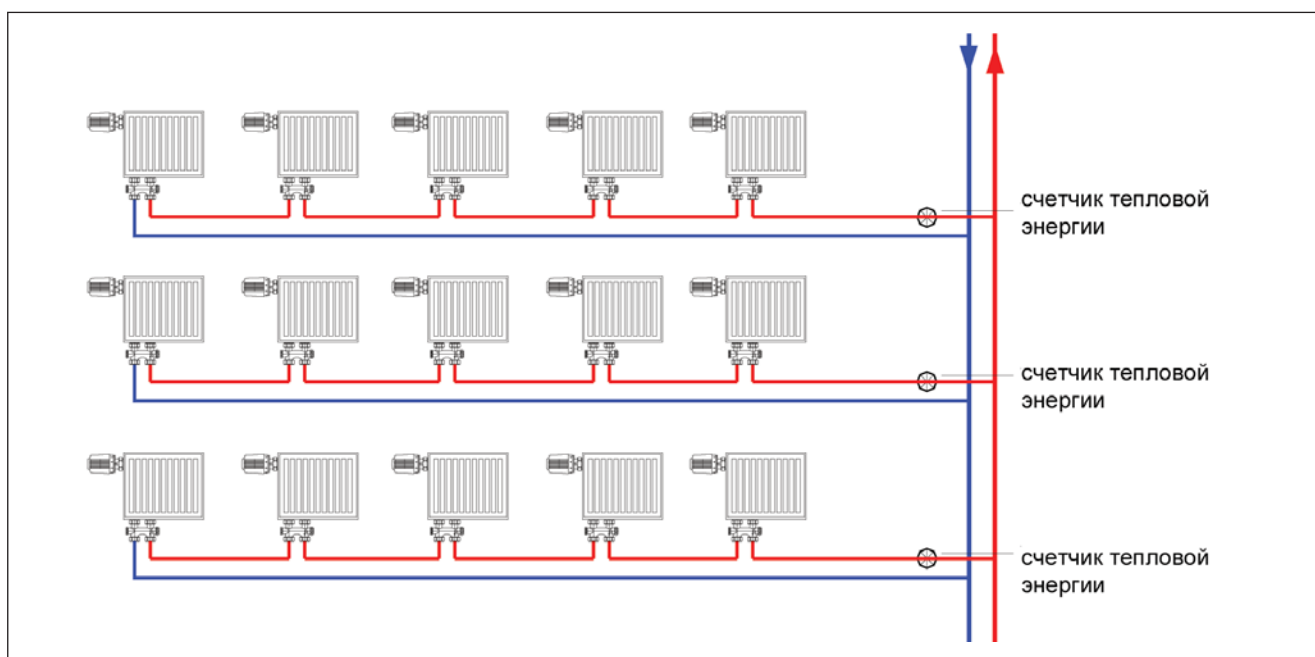 счетчик тепловой
энергии
счетчик тепловой
энергии
счетчик тепловой
энергии